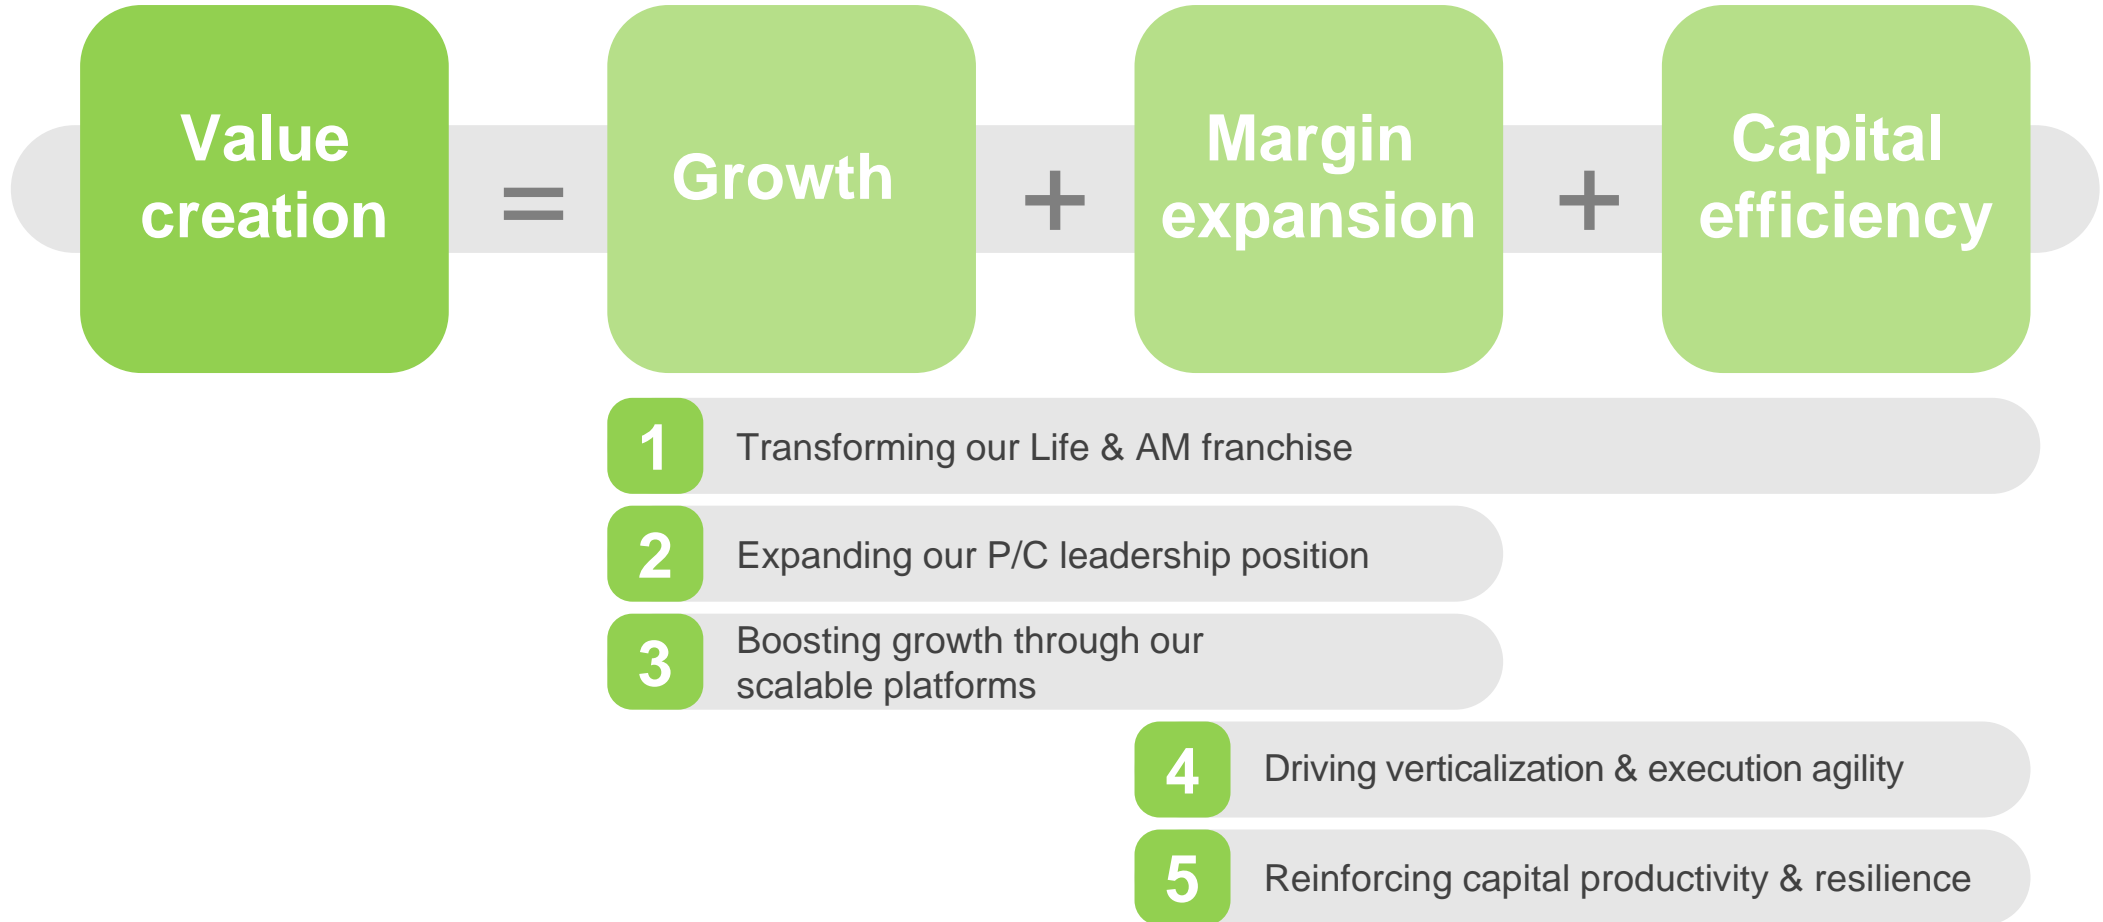 Value
creation
=
Growth
+
Margin
expansion
+
Capital
efficiency
1 Transforming our Life & AM franchise
2 Expanding our P/C leadership position
3 Boosting growth through our
scalable platforms
4 Driving verticalization & execution agility
5 Reinforcing capital productivity & resilience